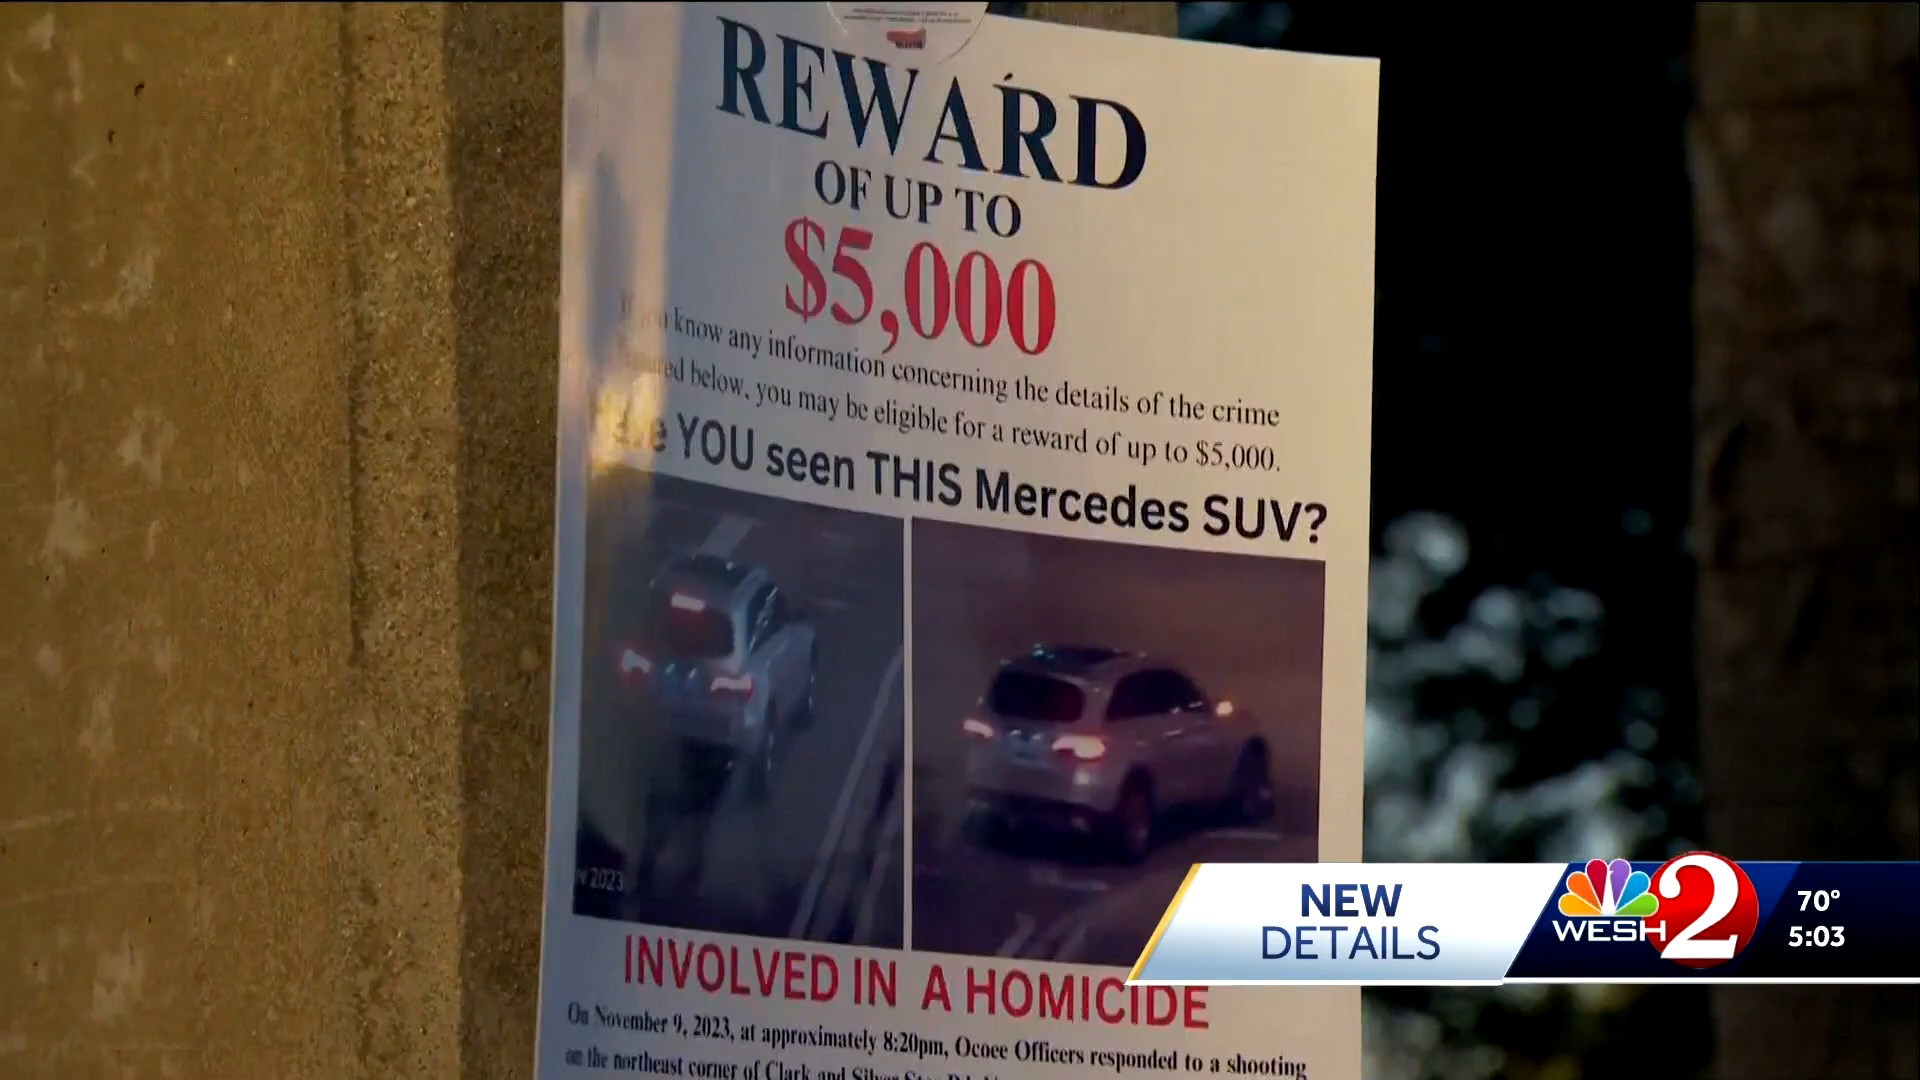 REWARD
OF UP TO
$5,000
know any information concerning the details of the crime
below, you may be eligible for a reward of up to $5,000.
YOU seen THIS Mercedes SUV?
2023
INVOLVED IN A HOMICIDE
On November 9, 2023, at approximately 8:20pm, Ocoee Officers responded to a shooting
on the northeast corner of Clark and Silver Star
NEW
DETAILS
WESH 2
70°
5:03